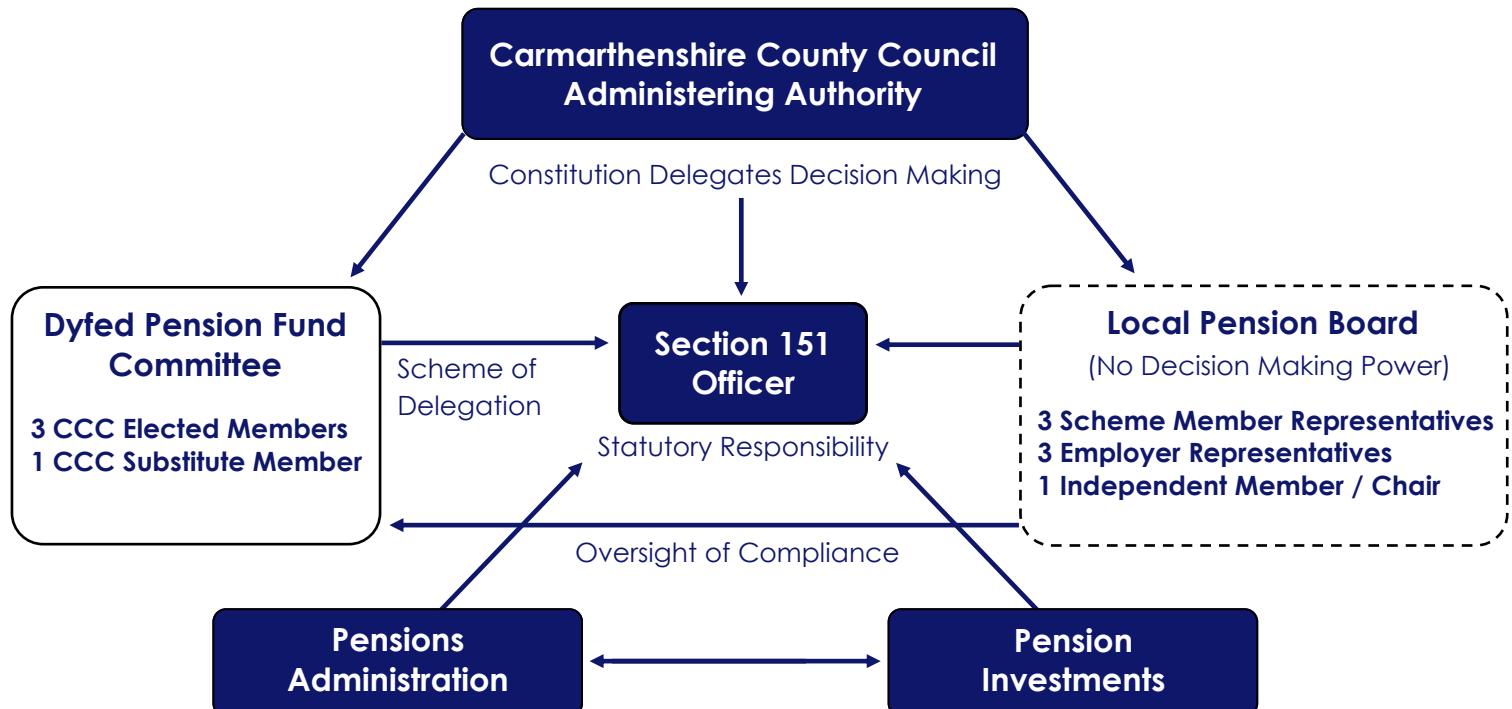 Carmarthenshire County Council
Administering Authority
Constitution Delegates Decision Making
Dyfed Pension Fund
Committee
3 CCC Elected Members
1 CCC Substitute Member
Scheme of
Delegation
Section 151
Officer
Statutory Responsibility
Local Pension Board
(No Decision Making Power)
3 Scheme Member Representatives
3 Employer Representatives
1 Independent Member / Chair
Oversight of Compliance
Pensions
Administration
Pension
Investments